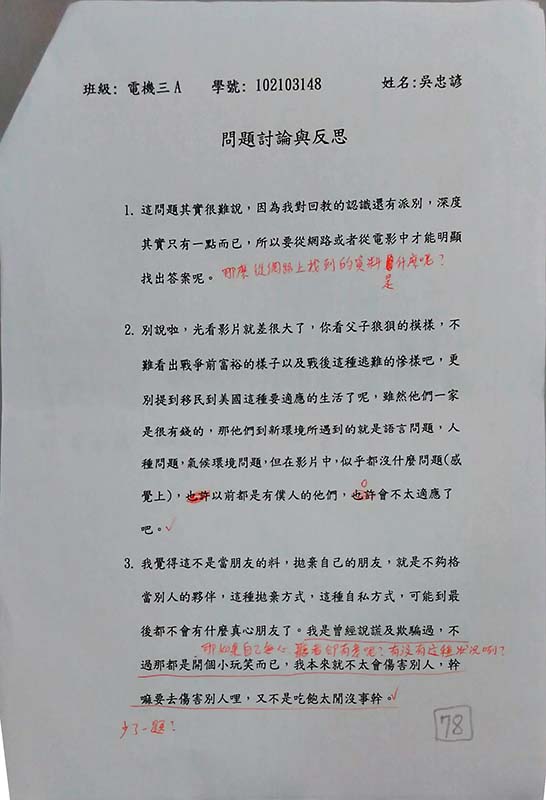 班級: 電機三A 學號: 102103148 姓名:吳忠諺
問題討論與反思
1. 這問題其實很難說，因為我對回教的認識還有派別，深度
其實只有一點而已，所以要從網路或者從電影中才能明顯
找出答案呢。 那麼從網路上找到的資料 什麼呢?
是
2. 別說啦，光看影片就差很大了，你看父子狼狽的模樣，不
難看出戰爭前富裕的樣子以及戰後這種逃難的慘樣吧，更
別提到移民到美國這種要適應的生活了呢，雖然他們一家
是很有錢的，那他們到新環境所遇到的就是語言問題，人
種問題，氣候環境問題，但在影片中，似乎都沒什麼問題(感
覺上)，也許以前都是有僕人的他們，也許會不太適應了
吧。
3. 我覺得這不是當朋友的料，拋棄自己的朋友，就是不夠格
當別人的夥伴，這種拋棄方式，這種自私方式，可能到最
後都不會有什麼真心朋友了。我是曾經說謊及欺騙過，不
那如是自己無心，聽者卻有意呢? 有沒有這種狀況咧?
過那都是開個小玩笑而已，我本來就不太會傷害別人，幹
嘛要去傷害別人哩，又不是吃飽太閒沒事幹。
少了一題?
78